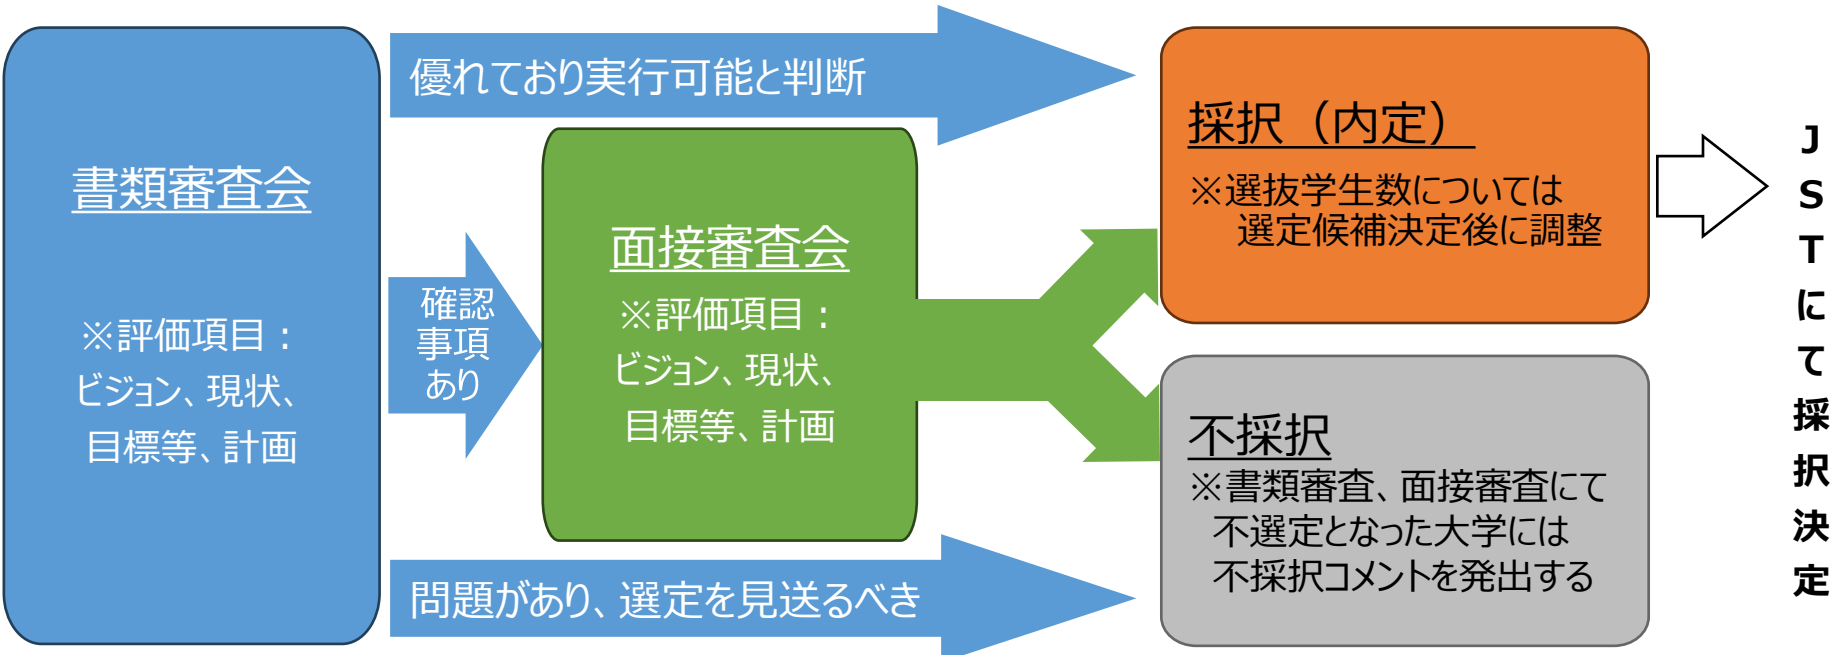 書類審査会
※評価項目：
ビジョン、現状、
目標等、計画
優れており実行可能と判断
確認
事項
あり
面接審査会
※評価項目：
ビジョン、現状、
目標等、計画
問題があり、選定を見送るべき
採択（内定）
※選抜学生数については
選定候補決定後に調整
不採択
※書類審査、面接審査にて
不選定となった大学には
不採択コメントを発出する
JSTにて採択決定